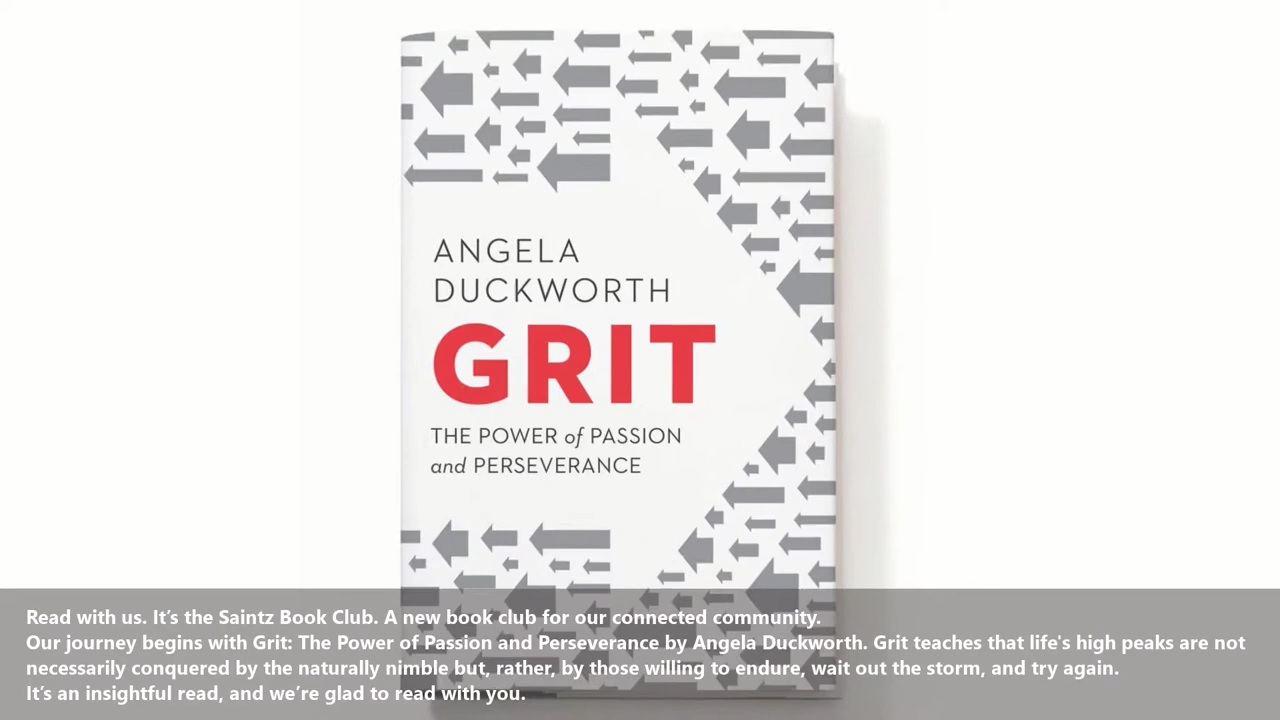 ANGELA
DUCKWORTH
GRIT
THE POWER of PASSION
and PERSEVERANCE
Read with us. It’s the Saintz Book Club. A new book club for our connected community.
Our journey begins with Grit: The Power of Passion and Perseverance by Angela Duckworth. Grit teaches that life's high peaks are not
necessarily conquered by the naturally nimble but, rather, by those willing to endure, wait out the storm, and try again.
It’s an insightful read, and we’re glad to read with you.